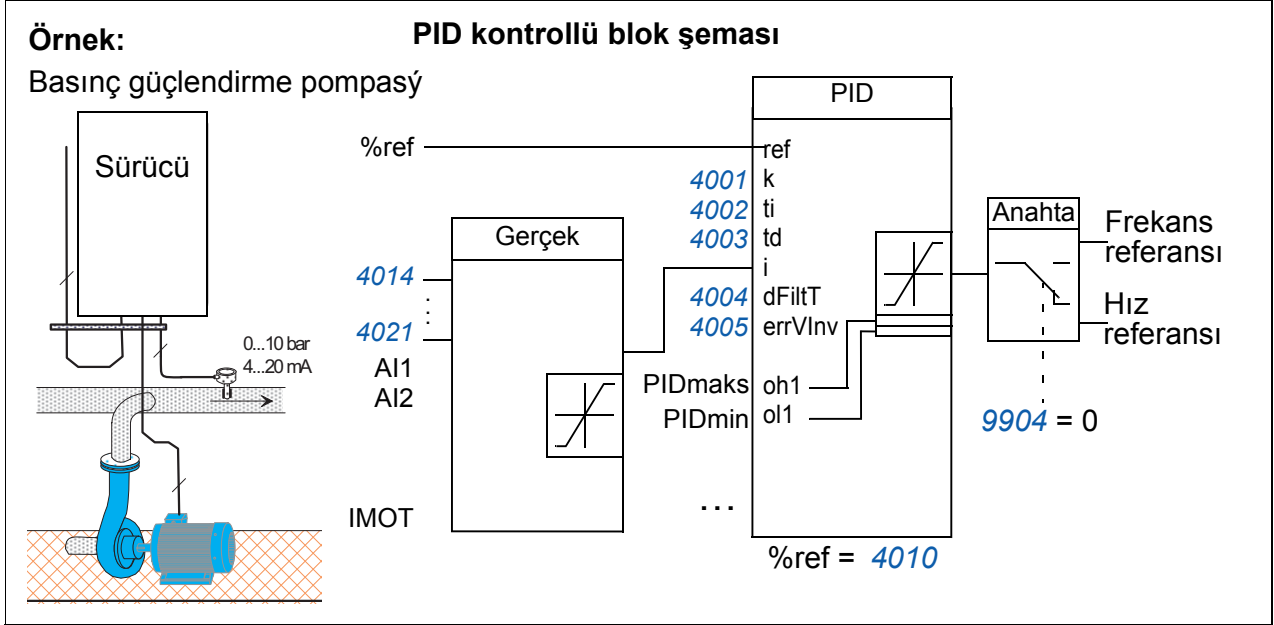 Örnek:
PID kontrollü blok şeması
Basınç güçlendirme pompasý
Sürücü
0...10 bar
4...20 mA
%ref
4014
4021
AI1
AI2
IMOT
Gerçek
4001
4002
4003
4004
4005
PIDmaks
PIDmin
...
PID
ref
k
ti
td
i
dFiltT
errVInv
oh1
ol1
%ref = 4010
Anahta
Frekans
referansı
Hız
referansı
9904 = 0